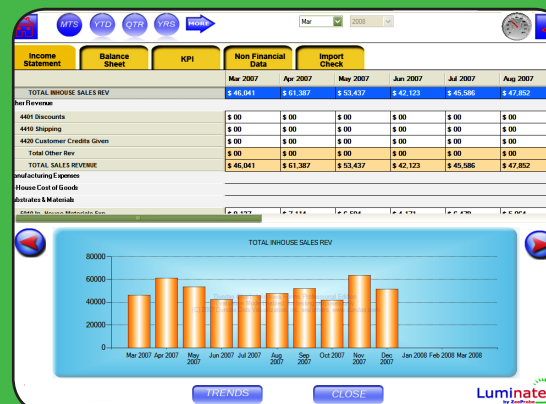 MTS YTD QTR YRS MORE Mar 2008
Income Statement Balance Sheet KPI Non Financial Data Import Check
Mar 2007 Apr 2007 May 2007 Jun 2007 Jul 2007 Aug 2007
TOTAL INHOUSE SALES REV $ 46,041 $ 61,387 $ 53,437 $ 42,123 $ 45,586 $ 47,852
her Revenue
4401 Discounts $ 00 $ 00 $ 00 $ 00 $ 00 $ 00
4410 Shipping $ 00 $ 00 $ 00 $ 00 $ 00 $ 00
4420 Customer Credits Given $ 00 $ 00 $ 00 $ 00 $ 00 $ 00
Total Other Rev $ 00 $ 00 $ 00 $ 00 $ 00 $ 00
TOTAL SALES REVENUE $ 46,041 $ 61,387 $ 53,437 $ 42,123 $ 45,586 $ 47,852
anufacturing Expenses
-House Cost of Goods
ubstrates & Materials
TOTAL INHOUSE SALES REV
80000
60000
40000
20000
0
Mar 2007 Apr 2007 May 2007 Jun 2007 Jul 2007 Aug 2007 Sep 2007 Oct 2007 Nov 2007 Dec 2007 Jan 2008 Feb 2008 Mar 2008
TRENDS CLOSE
Luminate
by ZenProbe